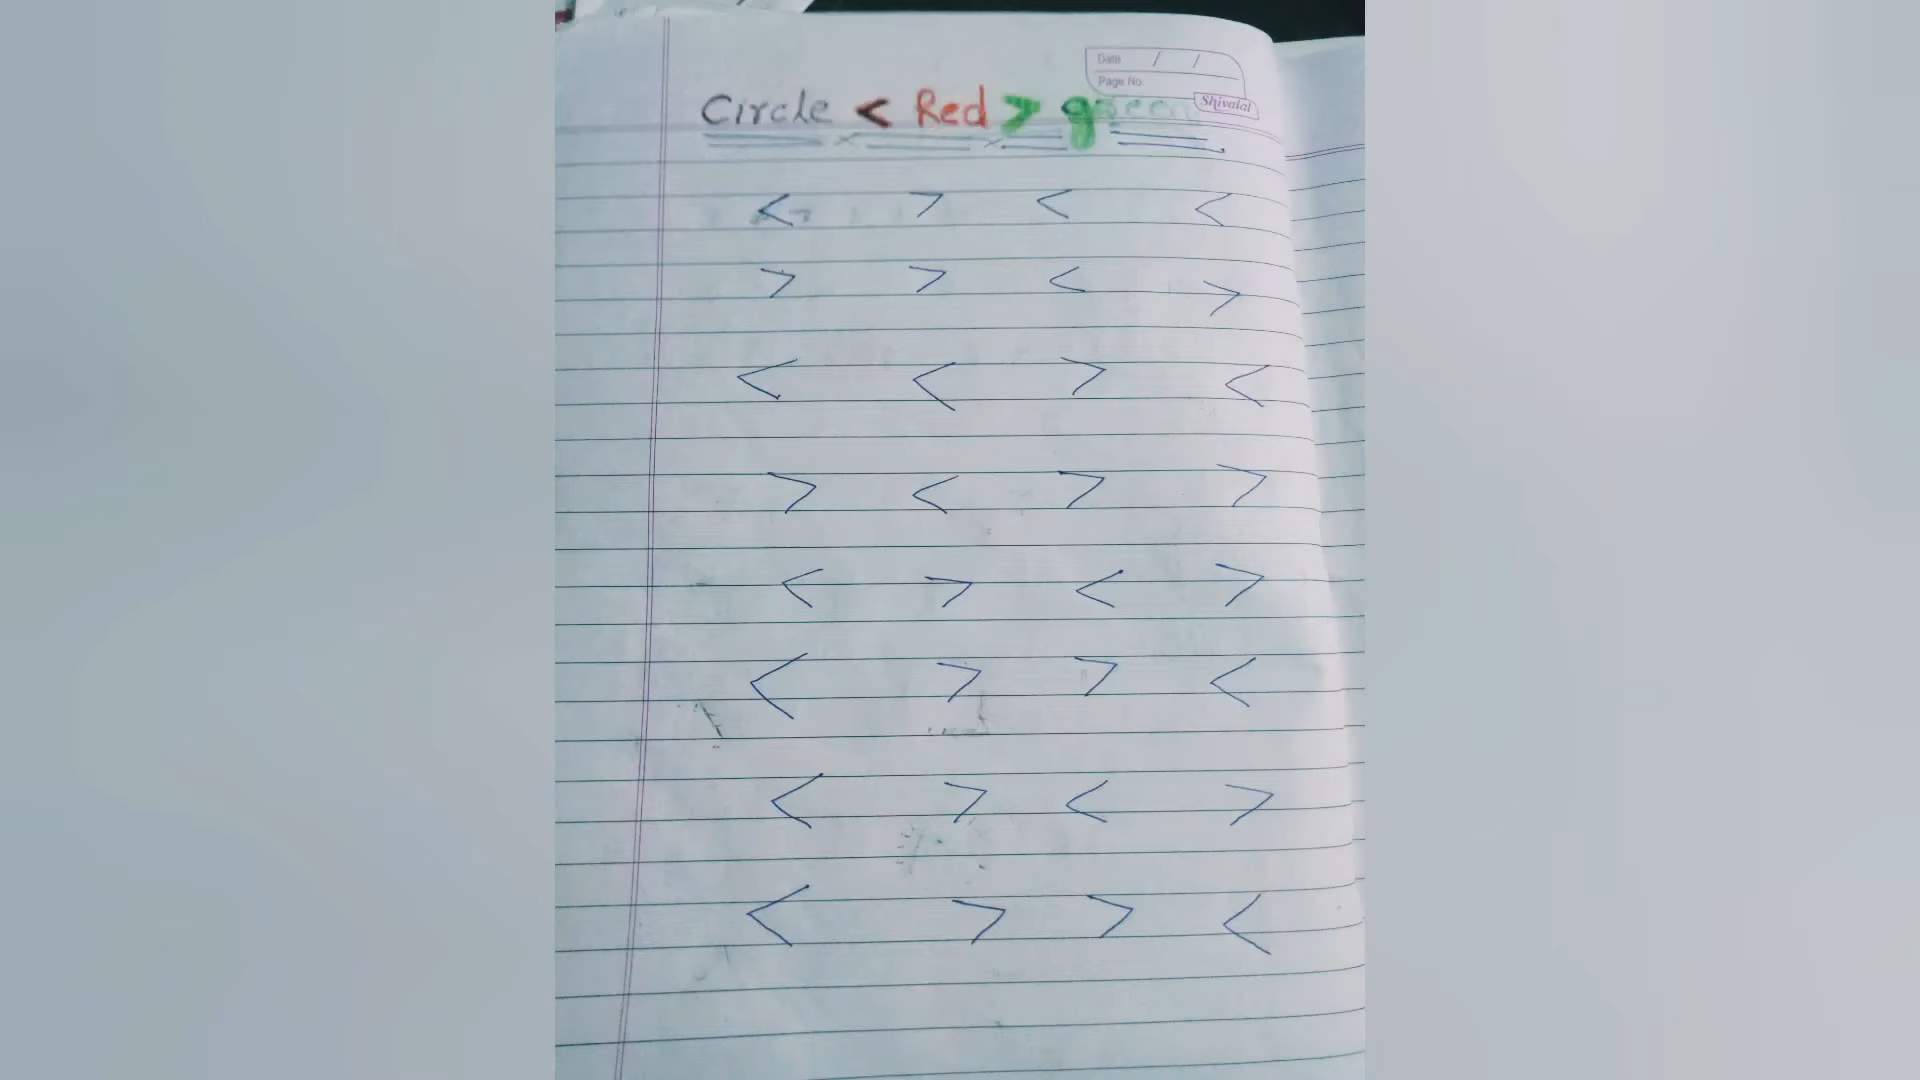 Date / /
Page No.
Shivalal
Circle < Red > green
< > < <
> > < >
< < > <
> < > >
< > < >
< > > <
< > < >
< > > <